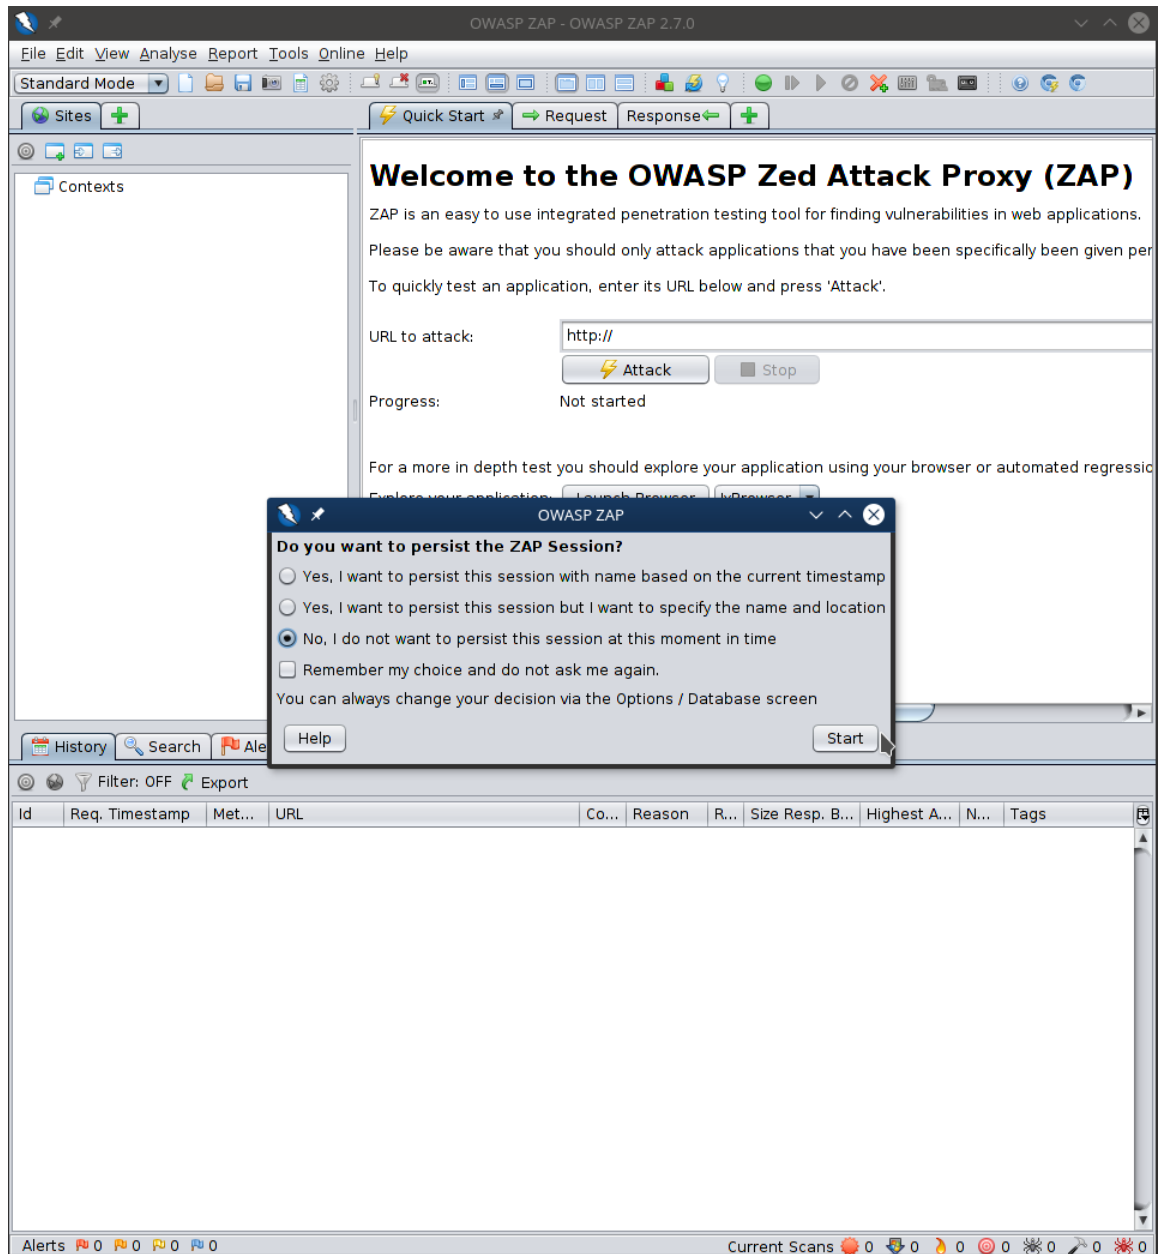 OWASP ZAP - OWASP ZAP 2.7.0
File Edit View Analyse Report Tools Online Help
Standard Mode
Sites
Quick Start Request Response
Contexts
Welcome to the OWASP Zed Attack Proxy (ZAP)
ZAP is an easy to use integrated penetration testing tool for finding vulnerabilities in web applications.
Please be aware that you should only attack applications that you have been specifically been given per
To quickly test an application, enter its URL below and press 'Attack'.
URL to attack: http://
Attack Stop
Progress: Not started
For a more in depth test you should explore your application using your browser or automated regressic
Explore your application: Launch Browser JxBrowser
OWASP ZAP
Do you want to persist the ZAP Session?
Yes, I want to persist this session with name based on the current timestamp
Yes, I want to persist this session but I want to specify the name and location
No, I do not want to persist this session at this moment in time
Remember my choice and do not ask me again.
You can always change your decision via the Options / Database screen
Help Start
History Search Ale
Filter: OFF Export
Id Req. Timestamp Met... URL Co... Reason R... Size Resp. B... Highest A... N... Tags
Alerts 0 0 0 0 Current Scans 0 0 0 0 0 0 0